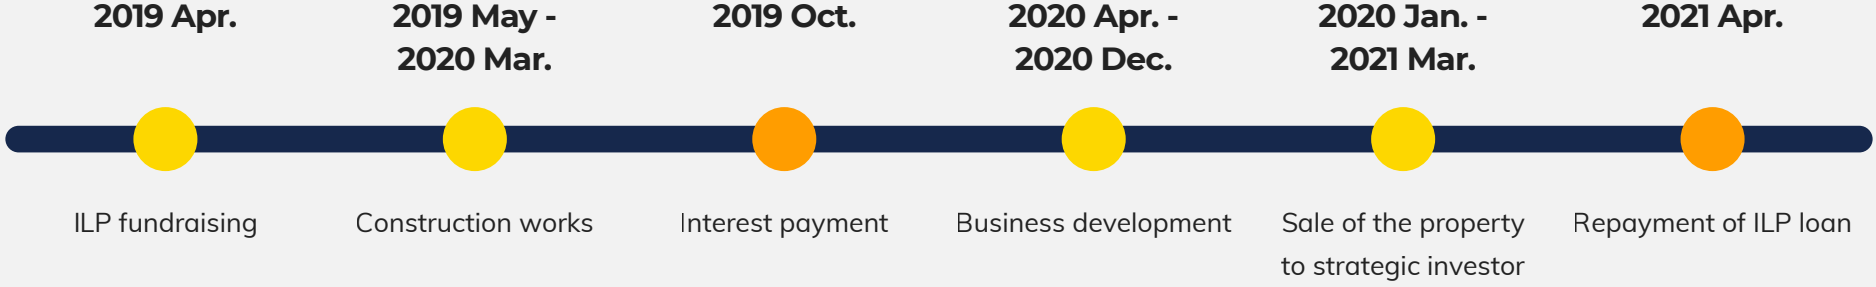 2019 Apr.
2019 May -
2020 Mar.
2019 Oct.
2020 Apr. -
2020 Dec.
2020 Jan. -
2021 Mar.
2021 Apr.
ILP fundraising
Construction works
Interest payment
Business development
Sale of the property
to strategic investor
Repayment of ILP loan